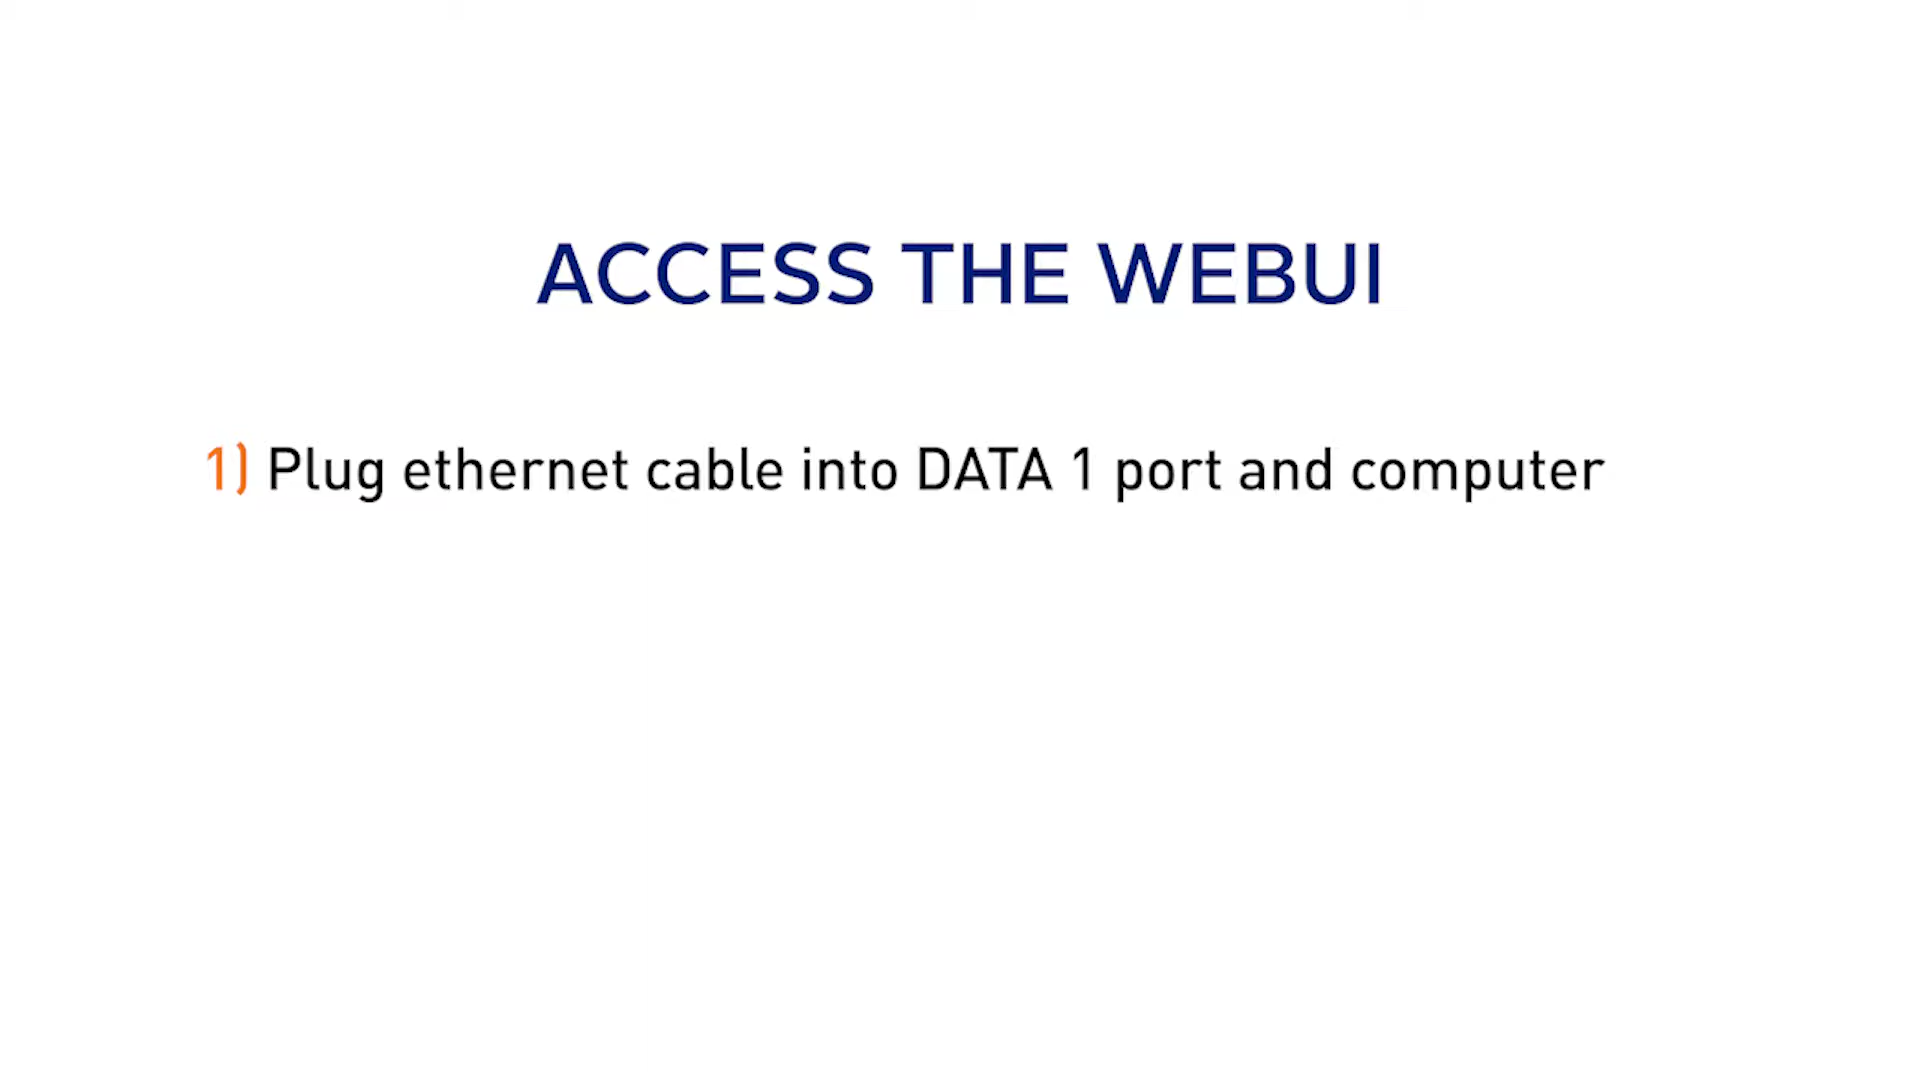 ACCESS THE WEBUI
1) Plug ethernet cable into DATA 1 port and computer